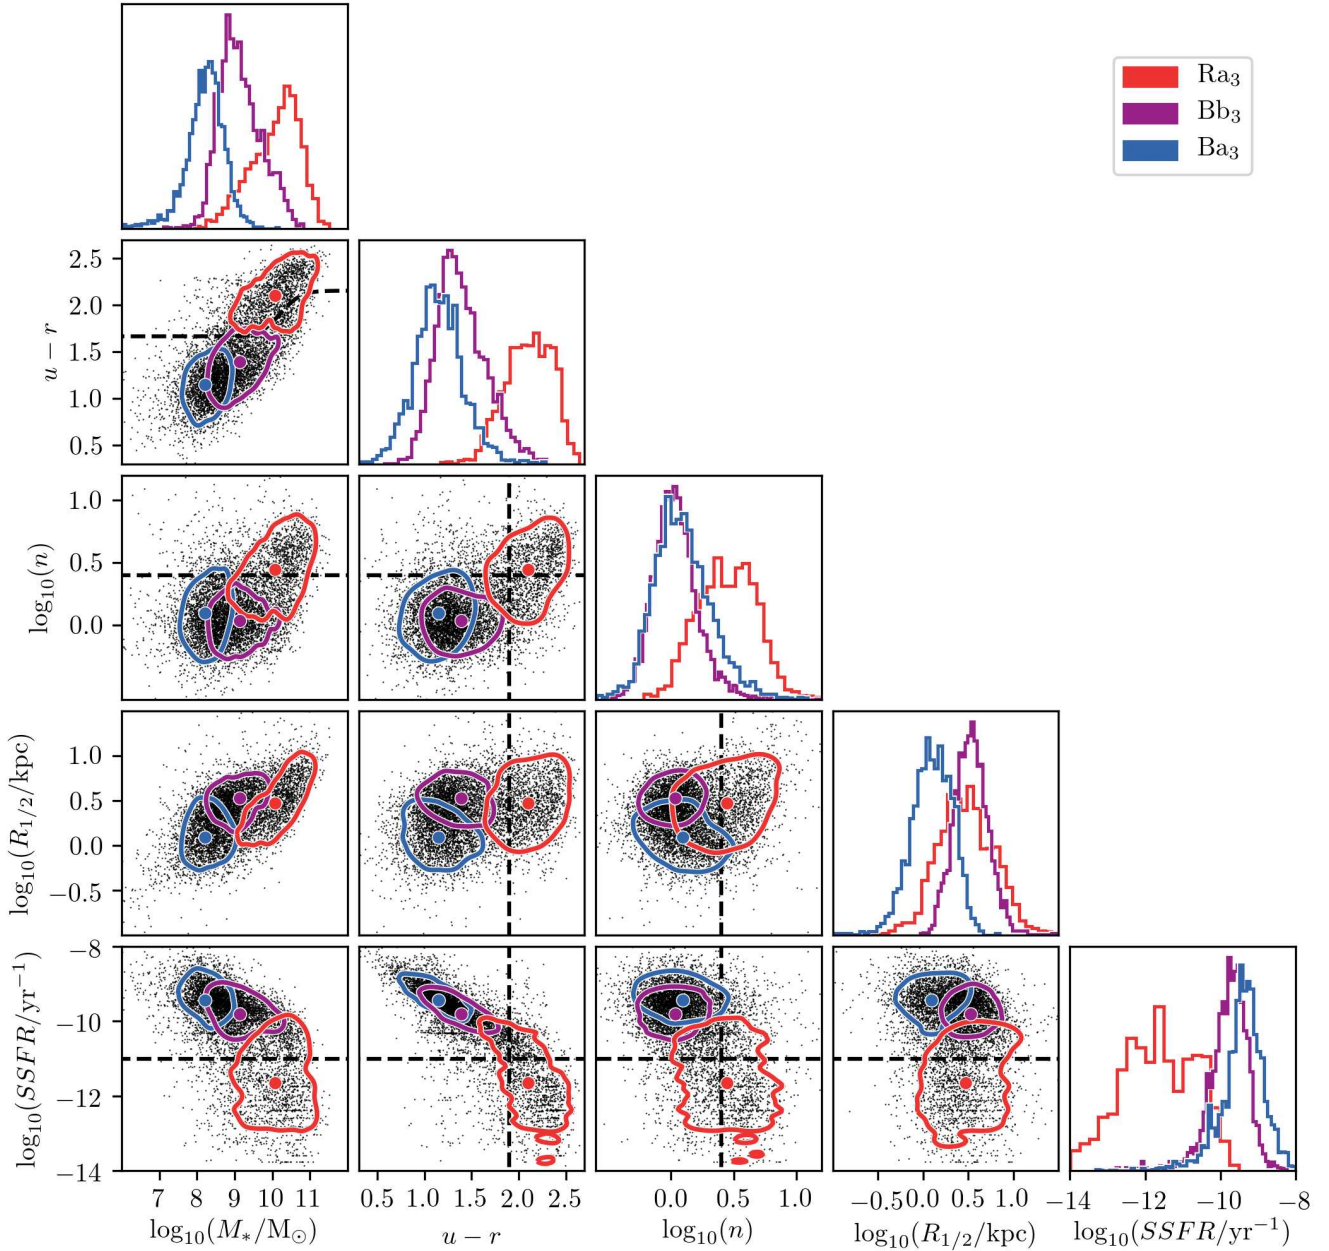 Ra₃
Bb₃
Ba₃
2.5
2.0
1.5
1.0
0.5
u − r
1.0
0.5
0.0
log₁₀(n)
1.0
0.5
0.0
−0.5
log₁₀(R₁/₂/kpc)
−8
−10
−12
−14
log₁₀(SSFR/yr⁻¹)
7 8 9 10 11
0.5 1.0 1.5 2.0 2.5
0.0 0.5 1.0
−0.5 0.0 0.5 1.0
−14 −12 −10 −8
log₁₀(M*/M⊙)
u − r
log₁₀(n)
log₁₀(R₁/₂/kpc)
log₁₀(SSFR/yr⁻¹)